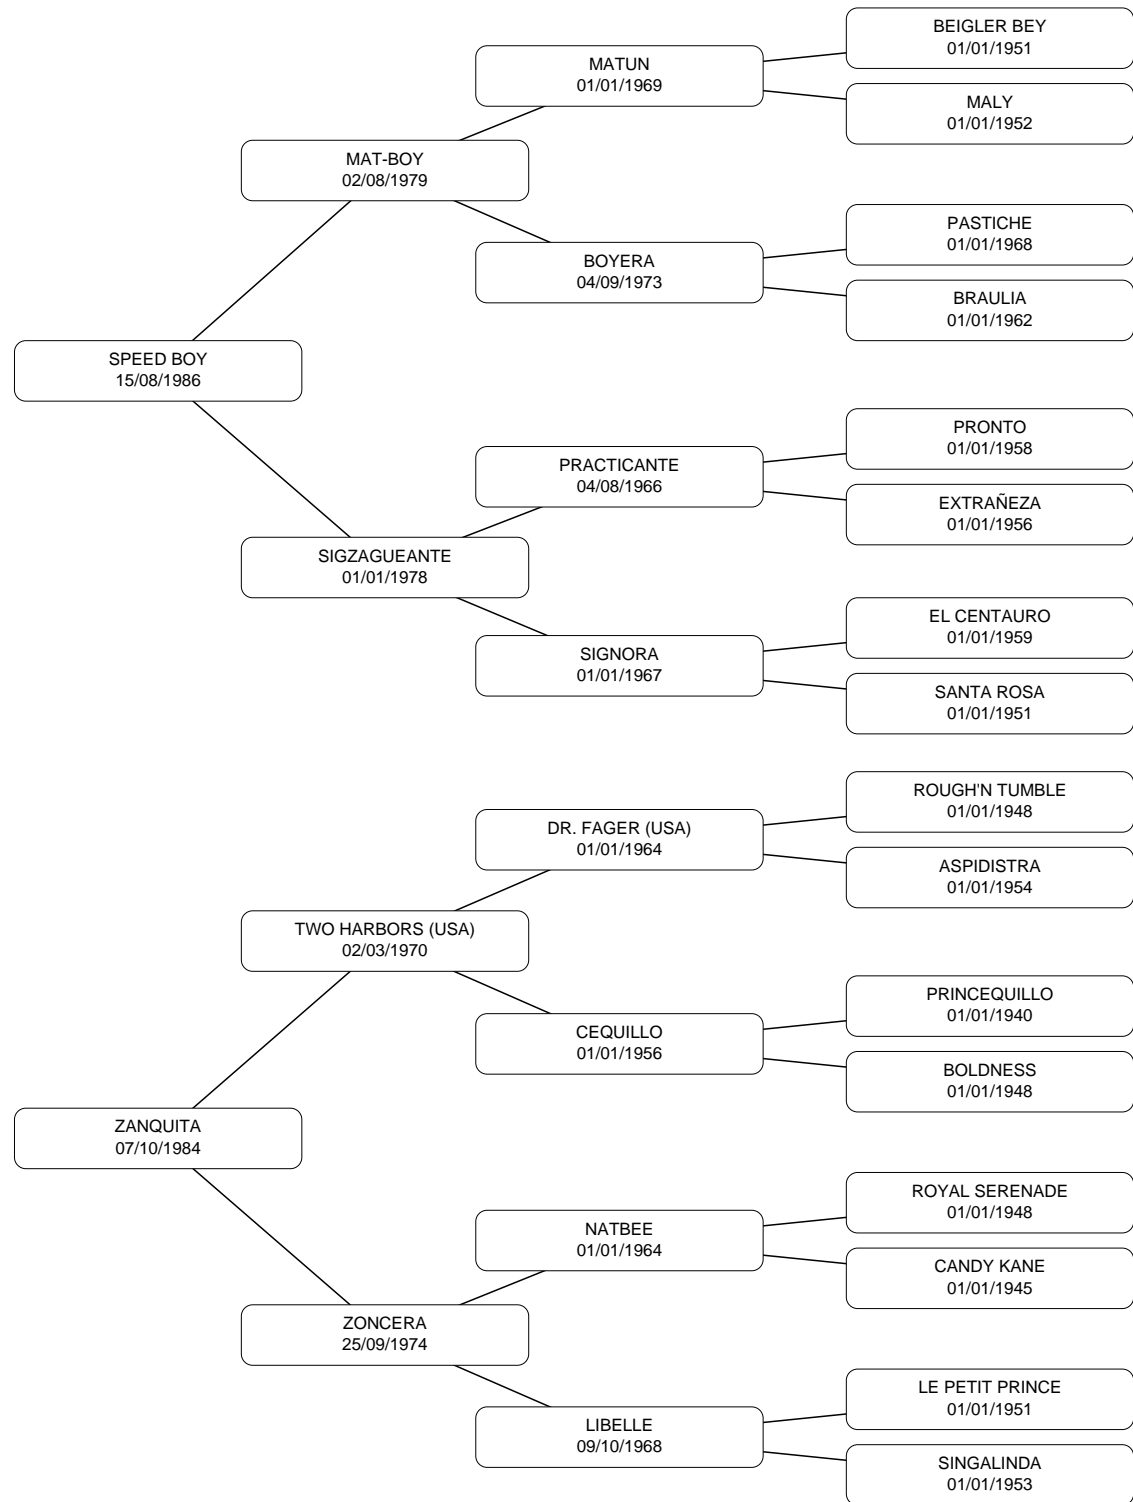 BEIGLER BEY
01/01/1951
MATUN
01/01/1969
MALY
01/01/1952
MAT-BOY
02/08/1979
PASTICHE
01/01/1968
BOYERA
04/09/1973
BRAULIA
01/01/1962
SPEED BOY
15/08/1986
PRONTO
01/01/1958
PRACTICANTE
04/08/1966
EXTRAÑEZA
01/01/1956
SIGZAGUEANTE
01/01/1978
EL CENTAURO
01/01/1959
SIGNORA
01/01/1967
SANTA ROSA
01/01/1951
ROUGH'N TUMBLE
01/01/1948
DR. FAGER (USA)
01/01/1964
ASPIDISTRA
01/01/1954
TWO HARBORS (USA)
02/03/1970
PRINCEQUILLO
01/01/1940
CEQUILLO
01/01/1956
BOLDNESS
01/01/1948
ZANQUITA
07/10/1984
ROYAL SERENADE
01/01/1948
NATBEE
01/01/1964
CANDY KANE
01/01/1945
ZONCERA
25/09/1974
LE PETIT PRINCE
01/01/1951
LIBELLE
09/10/1968
SINGALINDA
01/01/1953